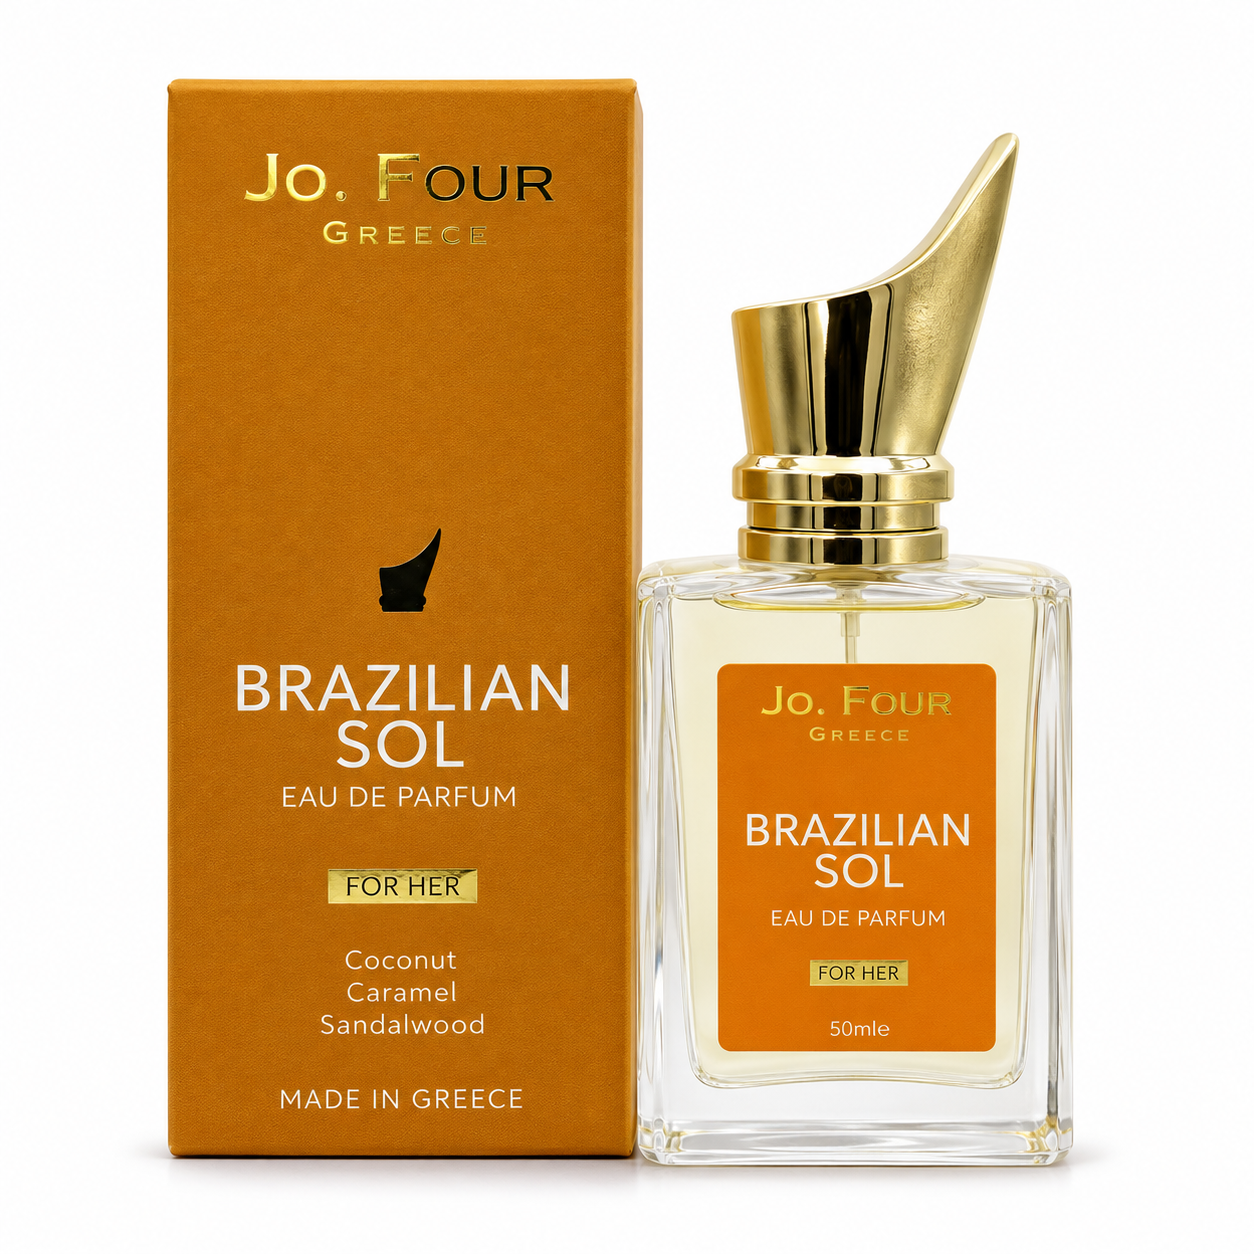 Jo. Four
Greece
BRAZILIAN
SOL
EAU DE PARFUM
FOR HER
Coconut
Caramel
Sandalwood
MADE IN GREECE
Jo. Four
Greece
BRAZILIAN
SOL
EAU DE PARFUM
FOR HER
50mle